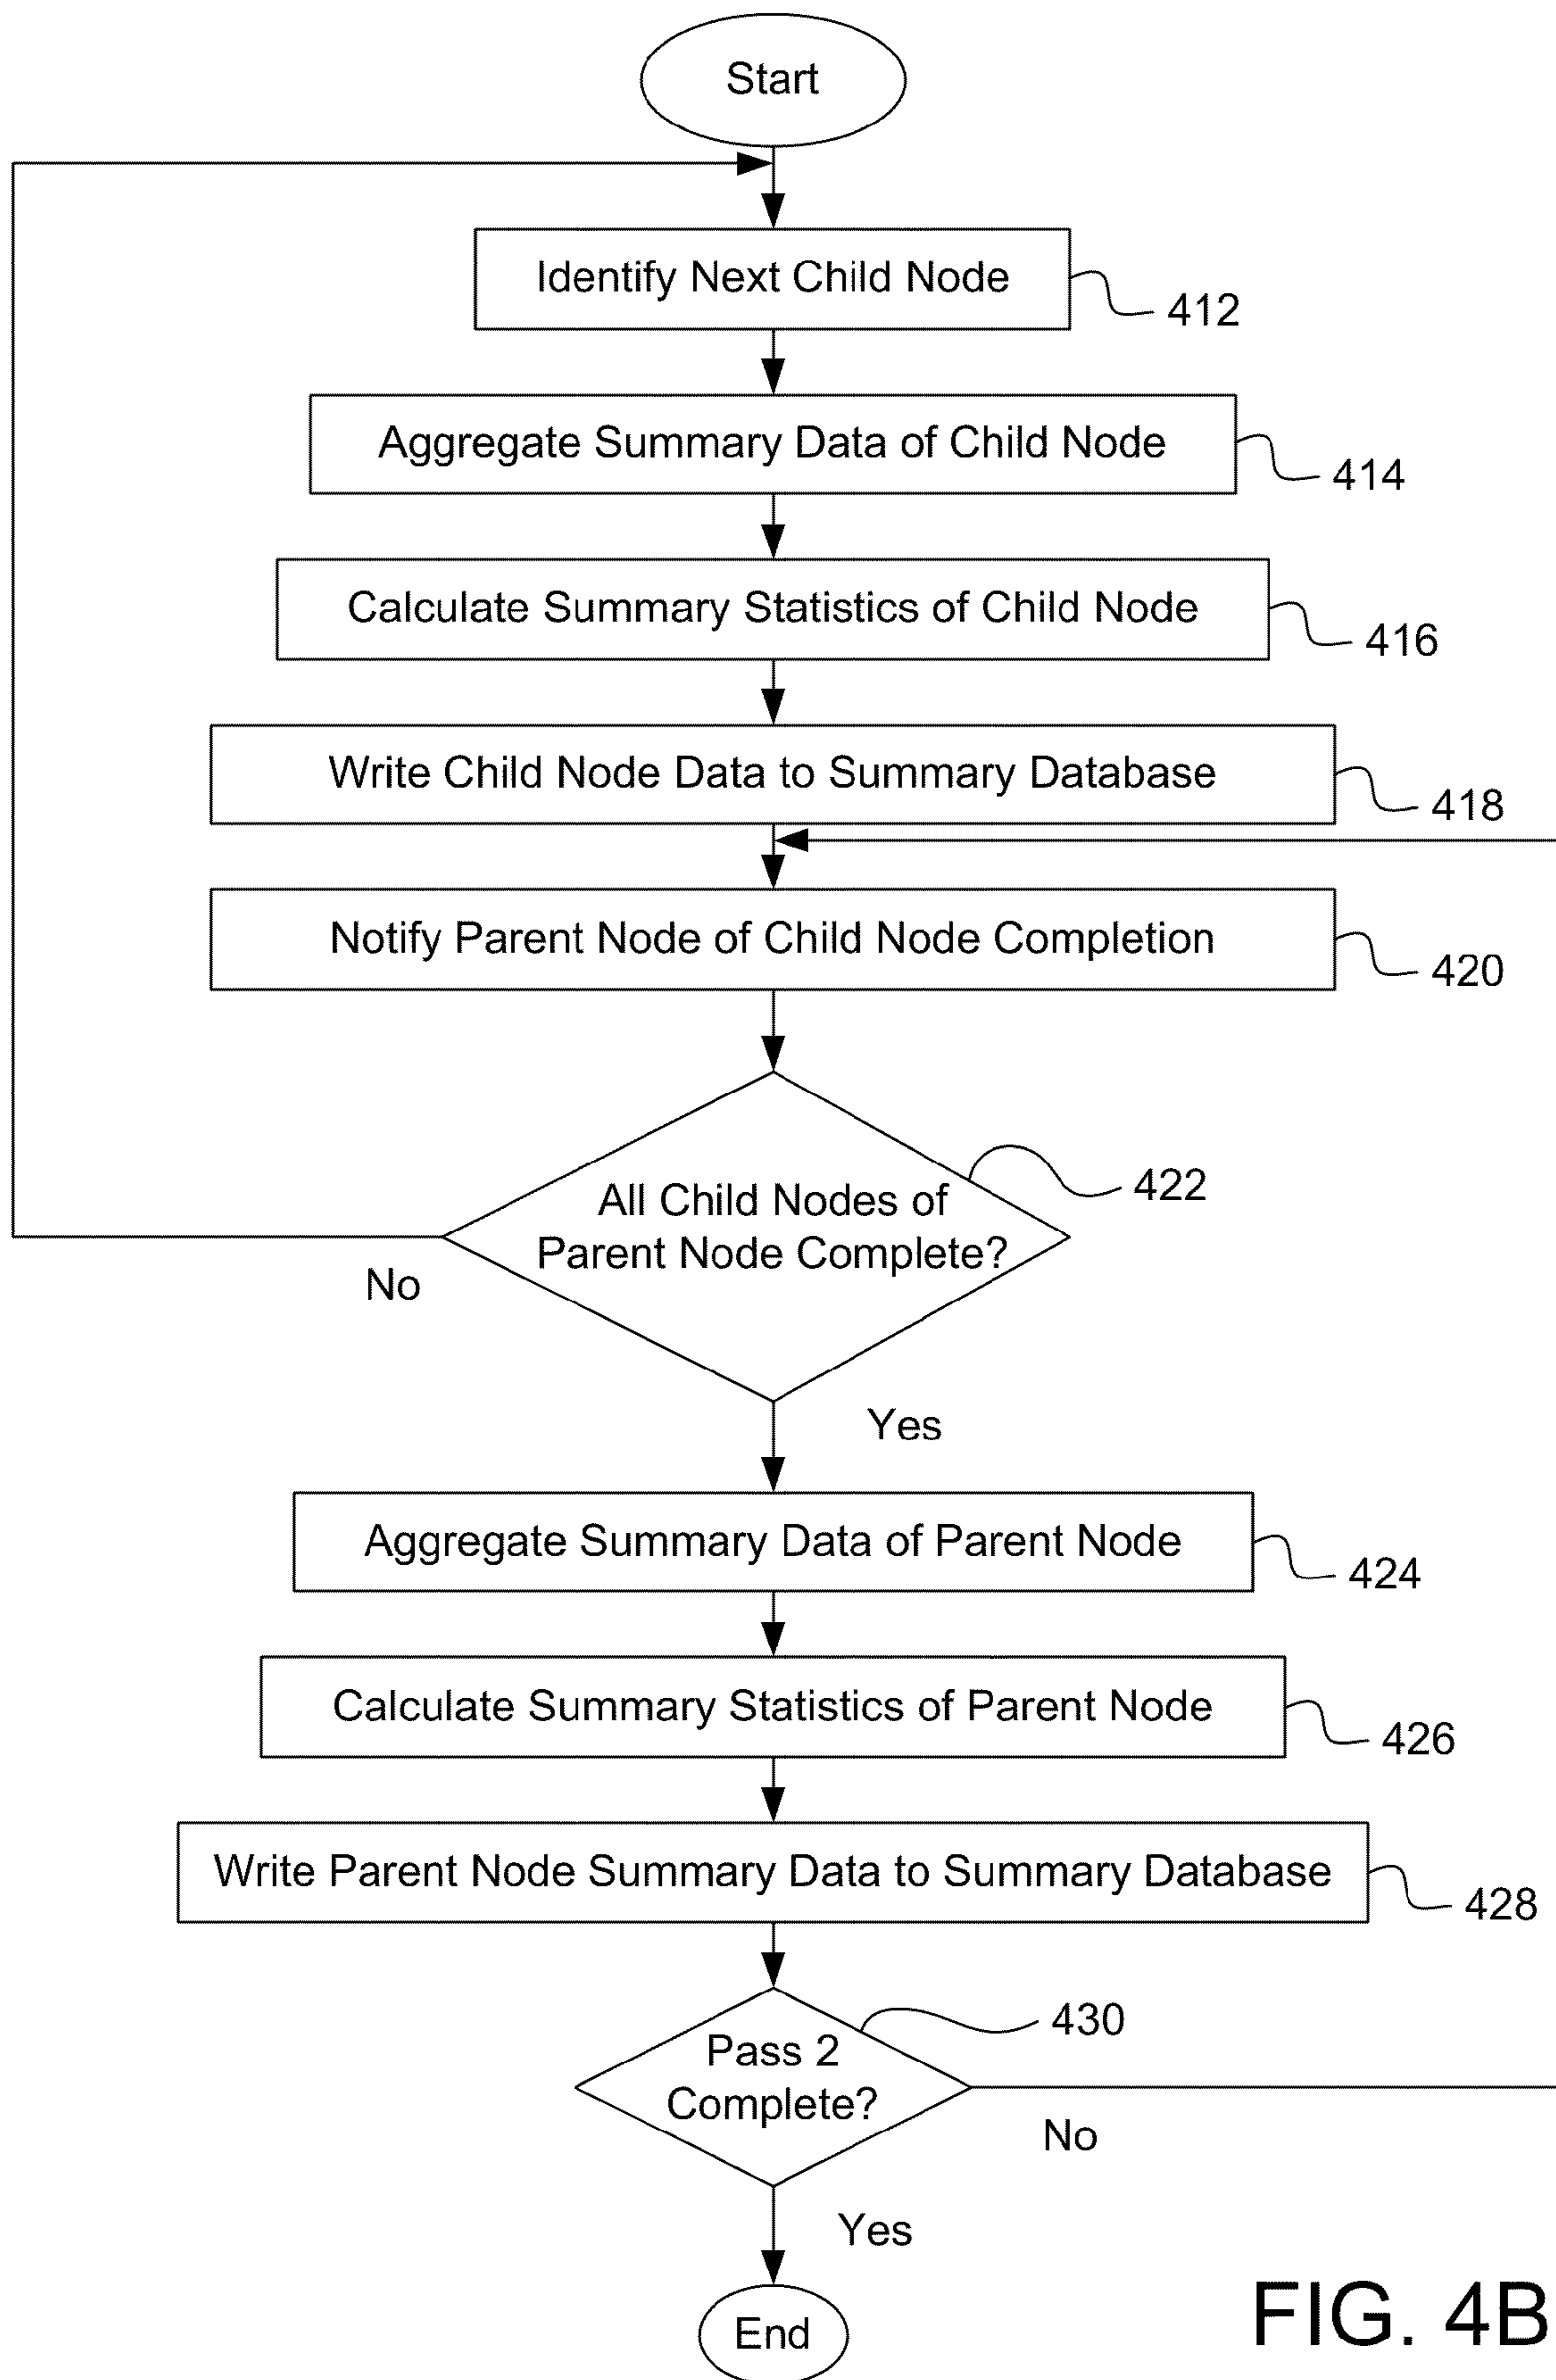 Start
Identify Next Child Node
412
Aggregate Summary Data of Child Node
414
Calculate Summary Statistics of Child Node
416
Write Child Node Data to Summary Database
418
Notify Parent Node of Child Node Completion
420
All Child Nodes of
Parent Node Complete?
422
No
Yes
Aggregate Summary Data of Parent Node
424
Calculate Summary Statistics of Parent Node
426
Write Parent Node Summary Data to Summary Database
428
Pass 2
Complete?
430
No
Yes
End
FIG. 4B